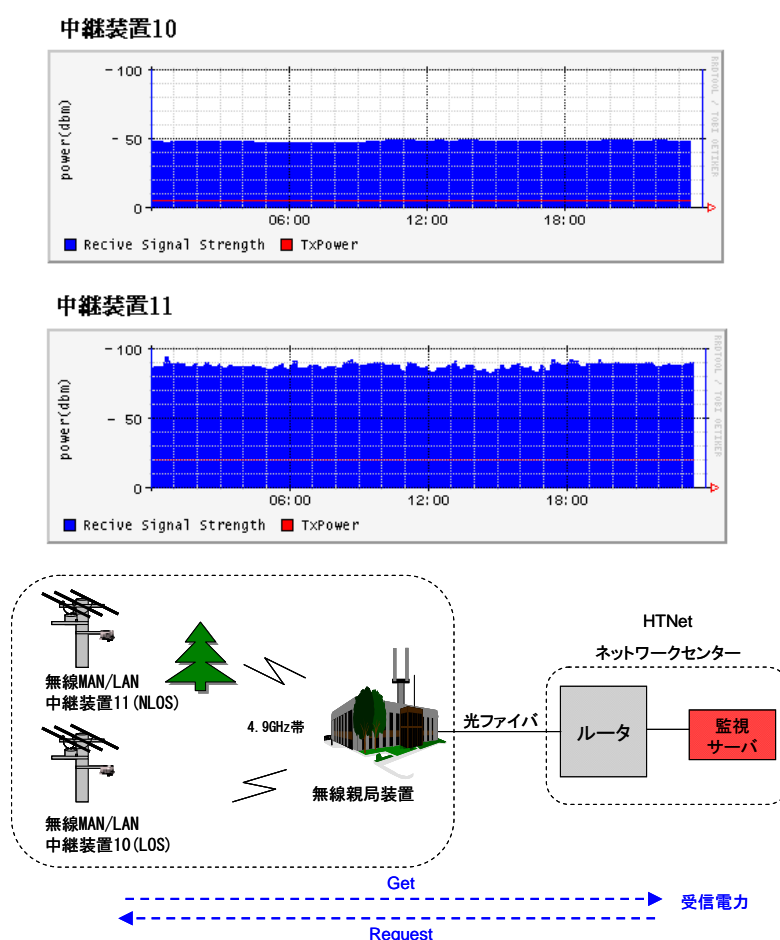 中継装置10
-100
- 50
0
power(dbm)
06:00 12:00 18:00
Recive Signal Strength TxPower
RRDTOOL / TOBI OETIKER
中継装置11
-100
- 50
0
power(dbm)
06:00 12:00 18:00
Recive Signal Strength TxPower
RRDTOOL / TOBI OETIKER
無線MAN/LAN
中継装置11(NLOS)
4.9GHz帯
無線MAN/LAN
中継装置10(LOS)
無線親局装置
光ファイバ
HTNet
ネットワークセンター
ルータ
監視
サーバ
Get
受信電力
Request